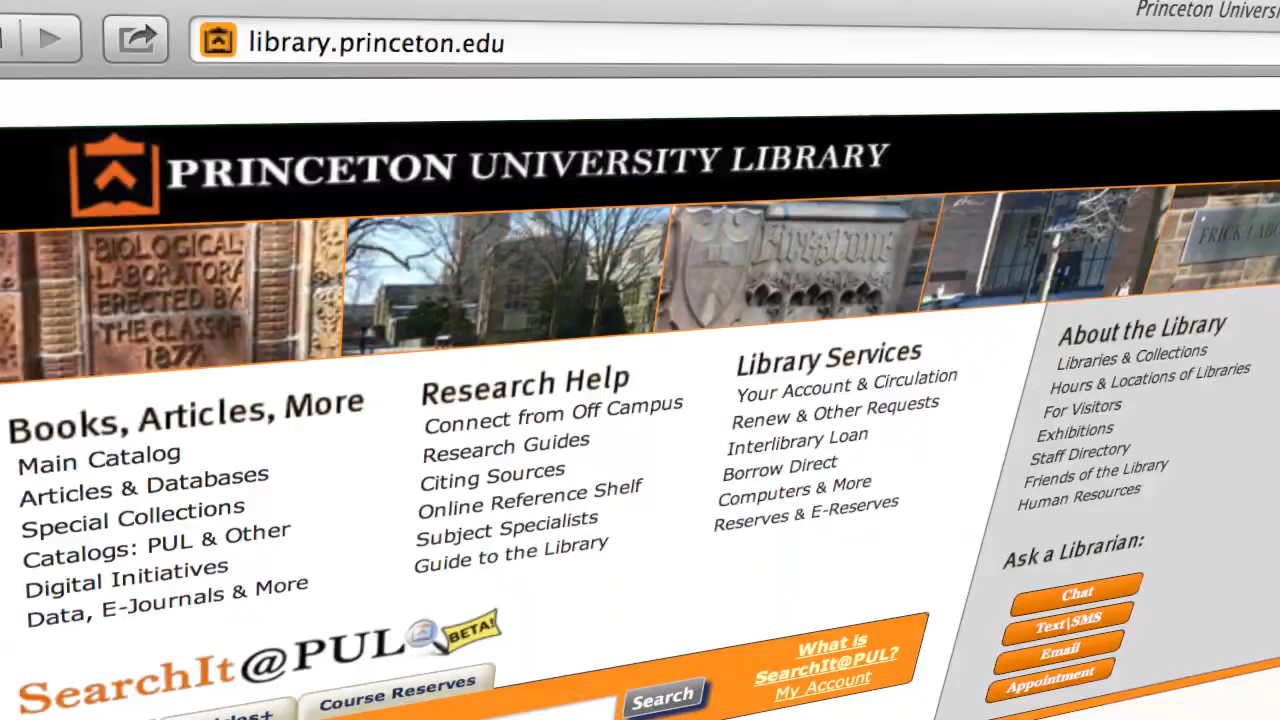 Princeton Universi
library.princeton.edu
PRINCETON UNIVERSITY LIBRARY
BIOLOGICAL
LABORATORY
ERECTED BY
THE CLASS OF
1877
Firestone
FRICK LABO
Books, Articles, More
Main Catalog
Articles & Databases
Special Collections
Catalogs: PUL & Other
Digital Initiatives
Data, E-Journals & More
Research Help
Connect from Off Campus
Research Guides
Citing Sources
Online Reference Shelf
Subject Specialists
Guide to the Library
Library Services
Your Account & Circulation
Renew & Other Requests
Interlibrary Loan
Borrow Direct
Computers & More
Reserves & E-Reserves
About the Library
Libraries & Collections
Hours & Locations of Libraries
For Visitors
Exhibitions
Staff Directory
Friends of the Library
Human Resources
Ask a Librarian:
Chat
Text|SMS
Email
Appointment
SearchIt@PUL BETA!
Course Reserves
Search
What is
SearchIt@PUL?
My Account